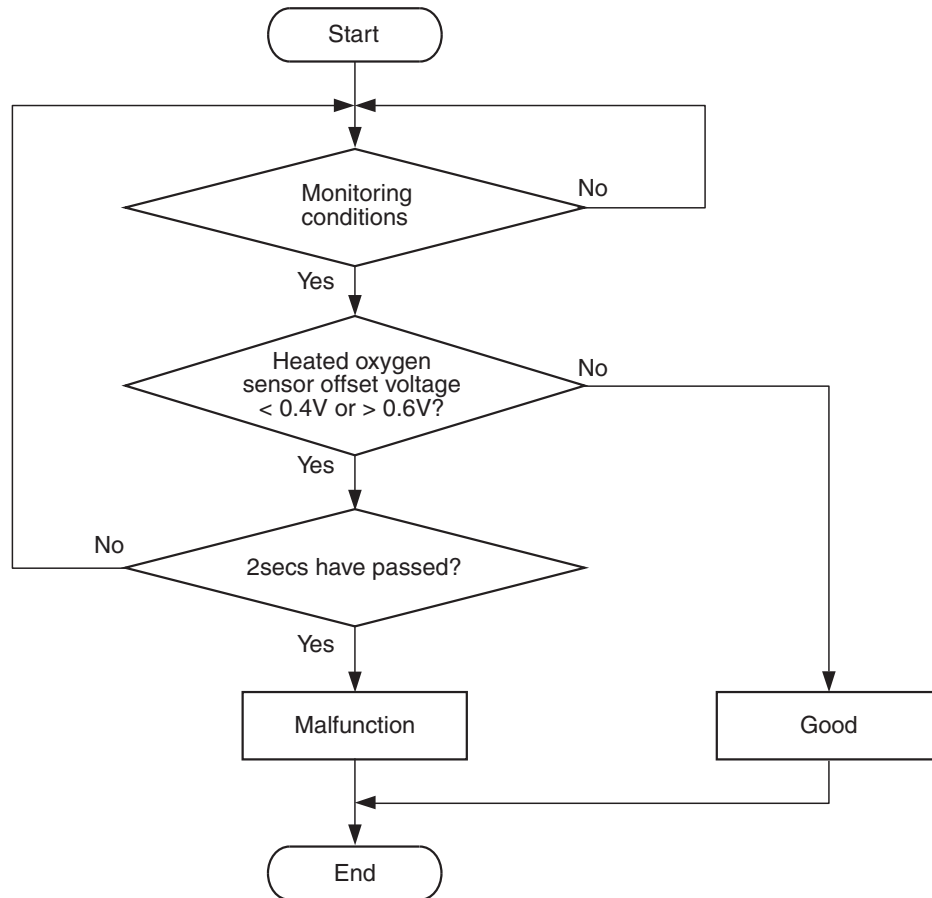 Start
Monitoring
conditions
No
Yes
Heated oxygen
sensor offset voltage
< 0.4V or > 0.6V?
No
Yes
No
2secs have passed?
Yes
Malfunction
Good
End